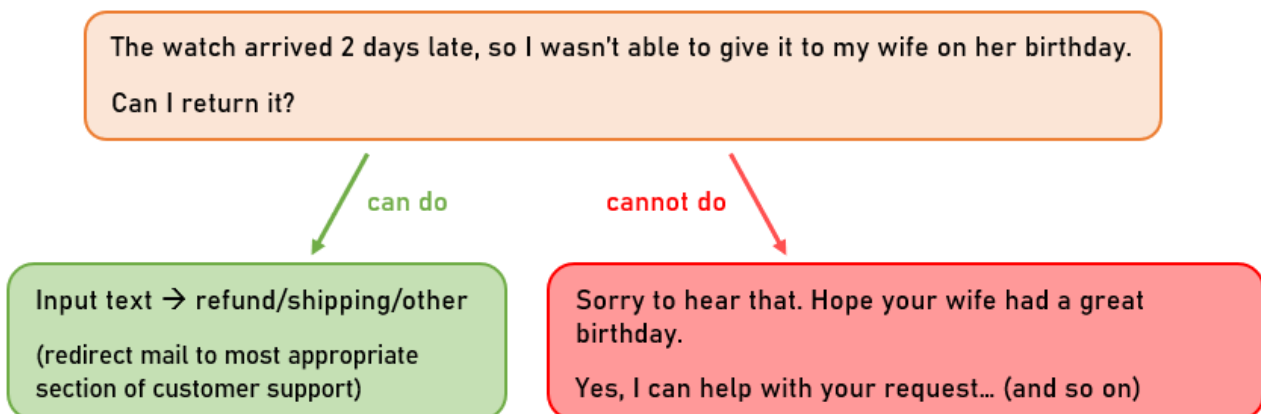 The watch arrived 2 days late, so I wasn't able to give it to my wife on her birthday.
Can I return it?
can do
cannot do
Input text → refund/shipping/other
(redirect mail to most appropriate
section of customer support)
Sorry to hear that. Hope your wife had a great
birthday.
Yes, I can help with your request... (and so on)